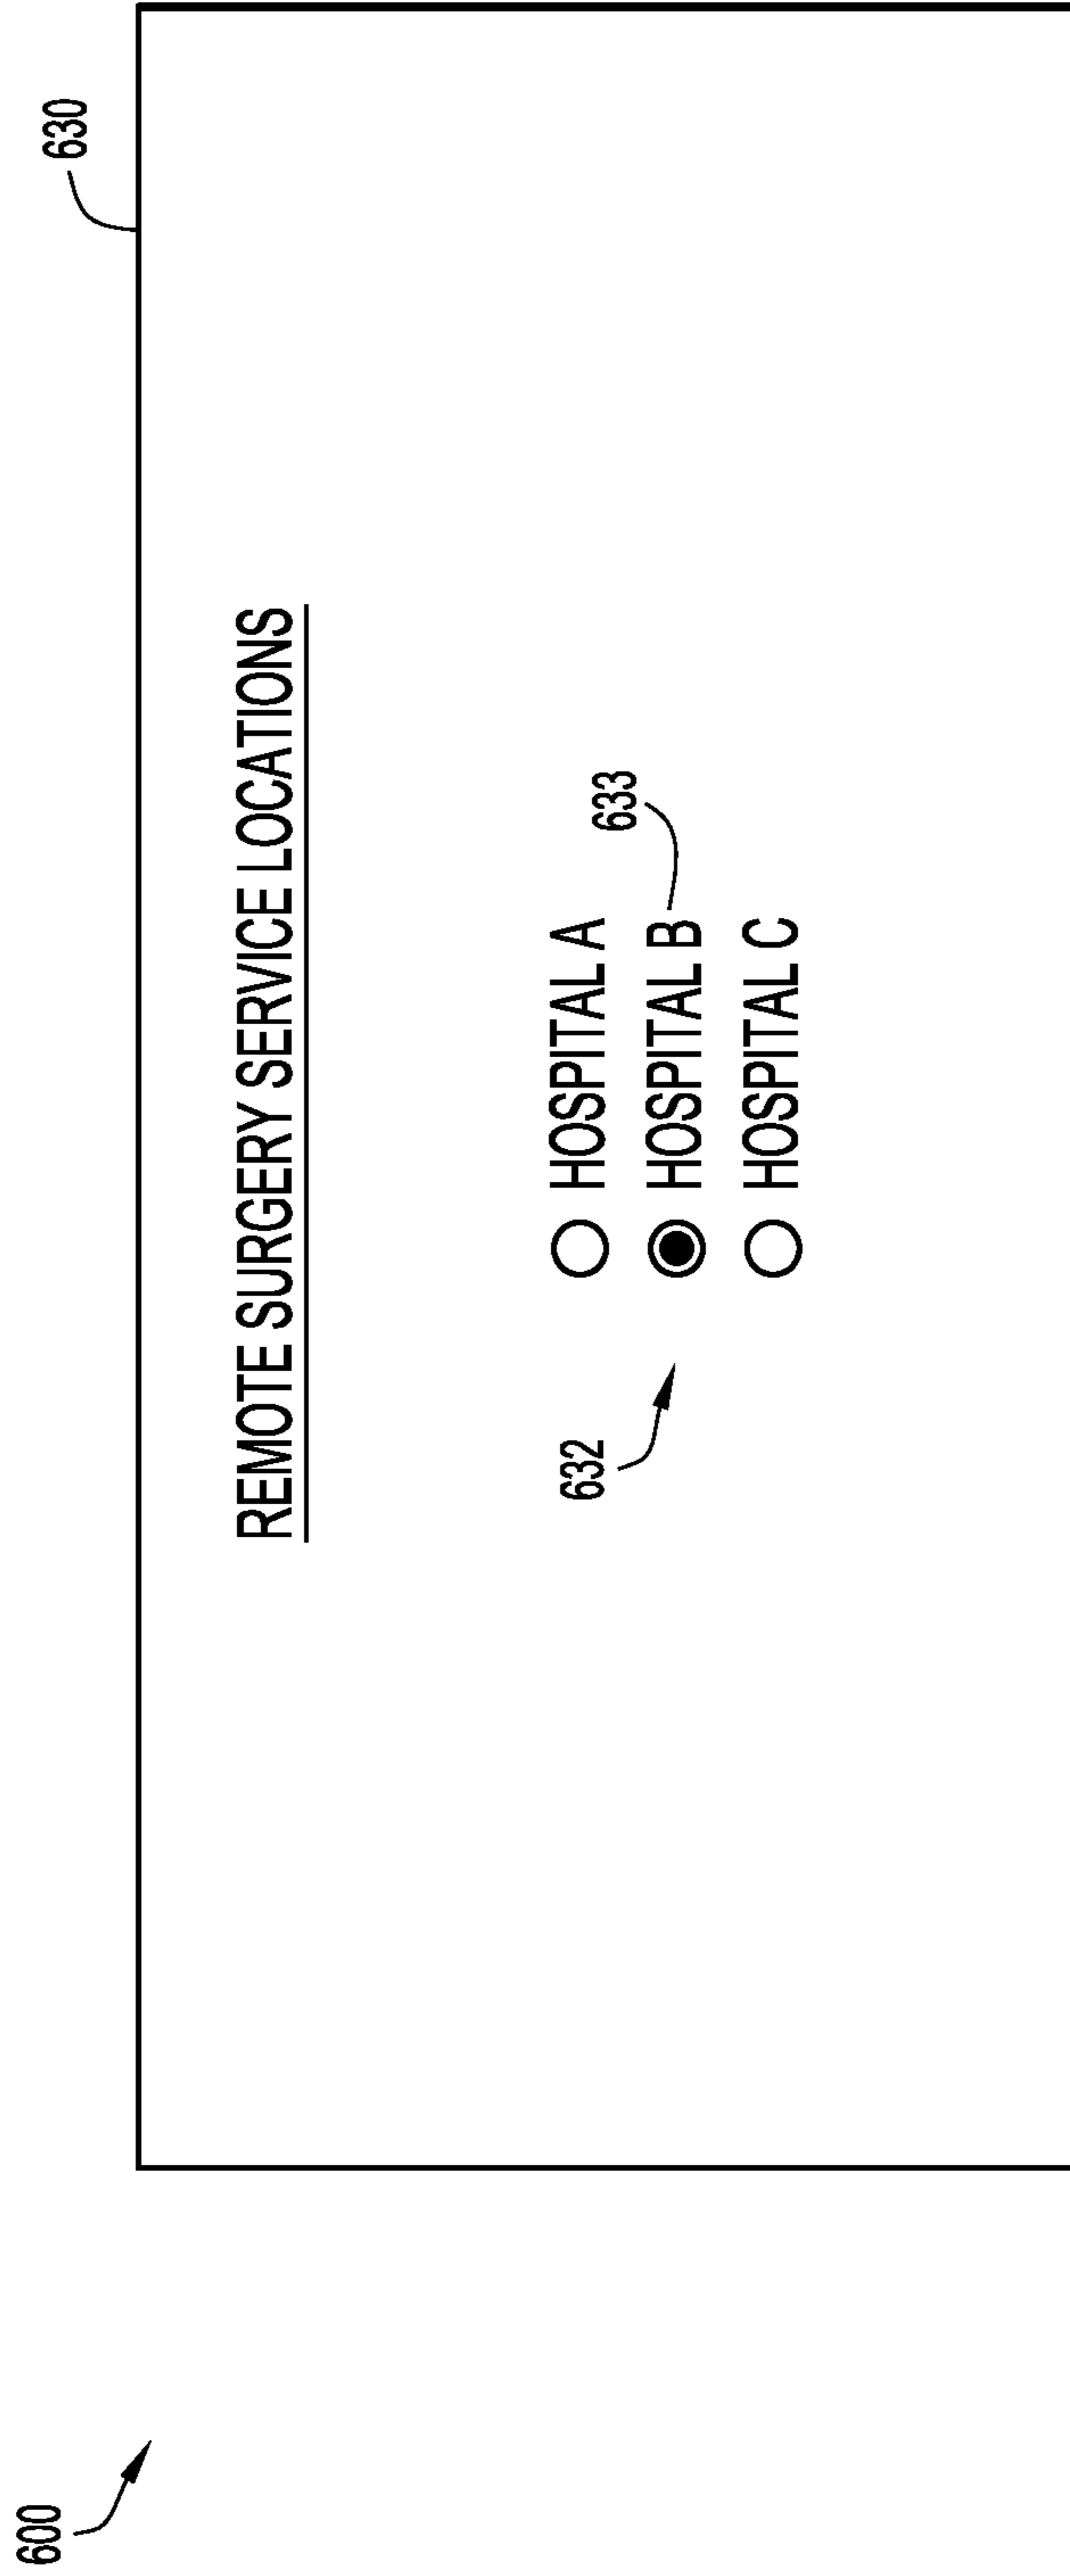 600
630
REMOTE SURGERY SERVICE LOCATIONS
632
HOSPITAL A
633
HOSPITAL B
HOSPITAL C